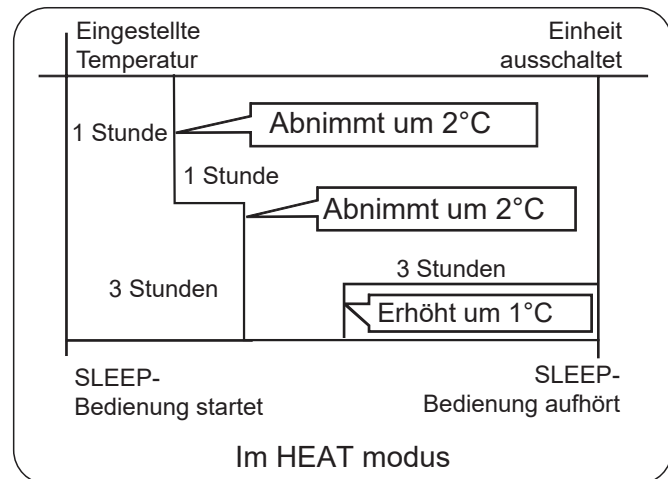 Eingestellte
Temperatur
Einheit
ausschaltet
1 Stunde
Abnimmt um 2°C
1 Stunde
Abnimmt um 2°C
3 Stunden
3 Stunden
Erhöht um 1°C
SLEEP-
Bedienung startet
SLEEP-
Bedienung aufhört
Im HEAT modus